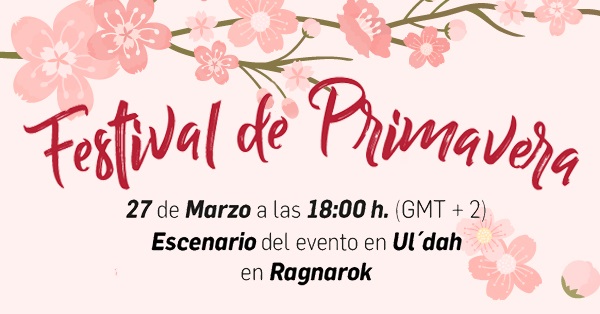 Festival de Primavera
27 de Marzo a las 18:00 h. (GMT + 2)
Escenario del evento en Ul´dah
en Ragnarok